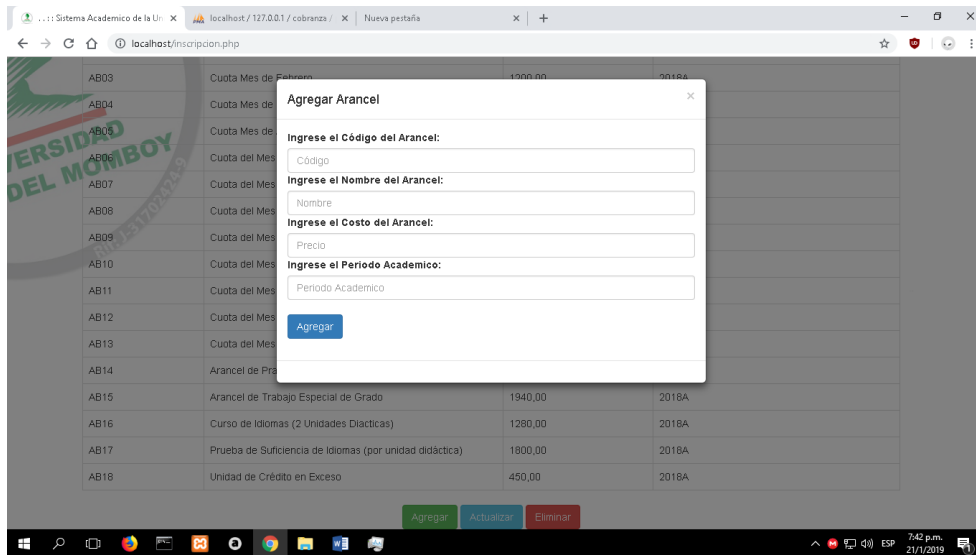 . . :: Sistema Academico de la Un
localhost / 127.0.0.1 / cobranza /
Nueva pestaña
localhost/inscripcion.php
AB03 Cuota Mes de Febrero 1200,00 2018A
AB04 Cuota Mes de
AB05 Cuota Mes de
AB06 Cuota del Mes
AB07 Cuota del Mes
AB08 Cuota del Mes
AB09 Cuota del Mes
AB10 Cuota del Mes
AB11 Cuota del Mes
AB12 Cuota del Mes
AB13 Cuota del Mes
AB14 Arancel de Pra
AB15 Arancel de Trabajo Especial de Grado 1940,00 2018A
AB16 Curso de Idiomas (2 Unidades Diacticas) 1280,00 2018A
AB17 Prueba de Suficiencia de Idiomas (por unidad didáctica) 1800,00 2018A
AB18 Unidad de Crédito en Exceso 450,00 2018A
VERSIDAD
DEL MOMBOY
Rif: J-31702424-9
Agregar Arancel
×
Ingrese el Código del Arancel:
Código
Ingrese el Nombre del Arancel:
Nombre
Ingrese el Costo del Arancel:
Precio
Ingrese el Periodo Academico:
Periodo Academico
Agregar
Agregar Actualizar Eliminar
ESP
7:42 p.m.
21/1/2019